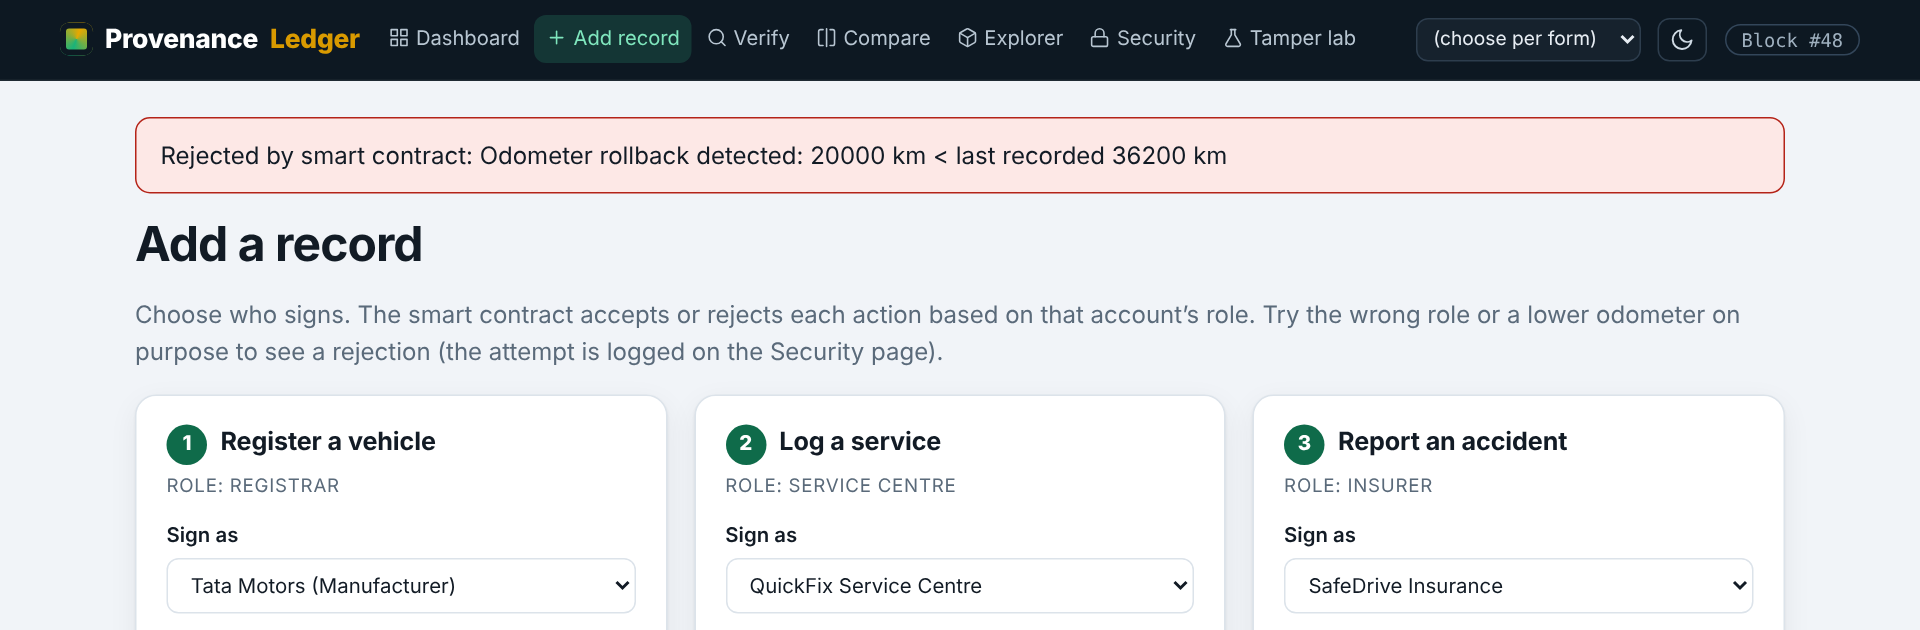 Provenance Ledger Dashboard + Add record Verify Compare Explorer Security Tamper lab (choose per form) Block #48
Rejected by smart contract: Odometer rollback detected: 20000 km < last recorded 36200 km
Add a record
Choose who signs. The smart contract accepts or rejects each action based on that account’s role. Try the wrong role or a lower odometer on
purpose to see a rejection (the attempt is logged on the Security page).
1 Register a vehicle
ROLE: REGISTRAR
Sign as
Tata Motors (Manufacturer)
2 Log a service
ROLE: SERVICE CENTRE
Sign as
QuickFix Service Centre
3 Report an accident
ROLE: INSURER
Sign as
SafeDrive Insurance